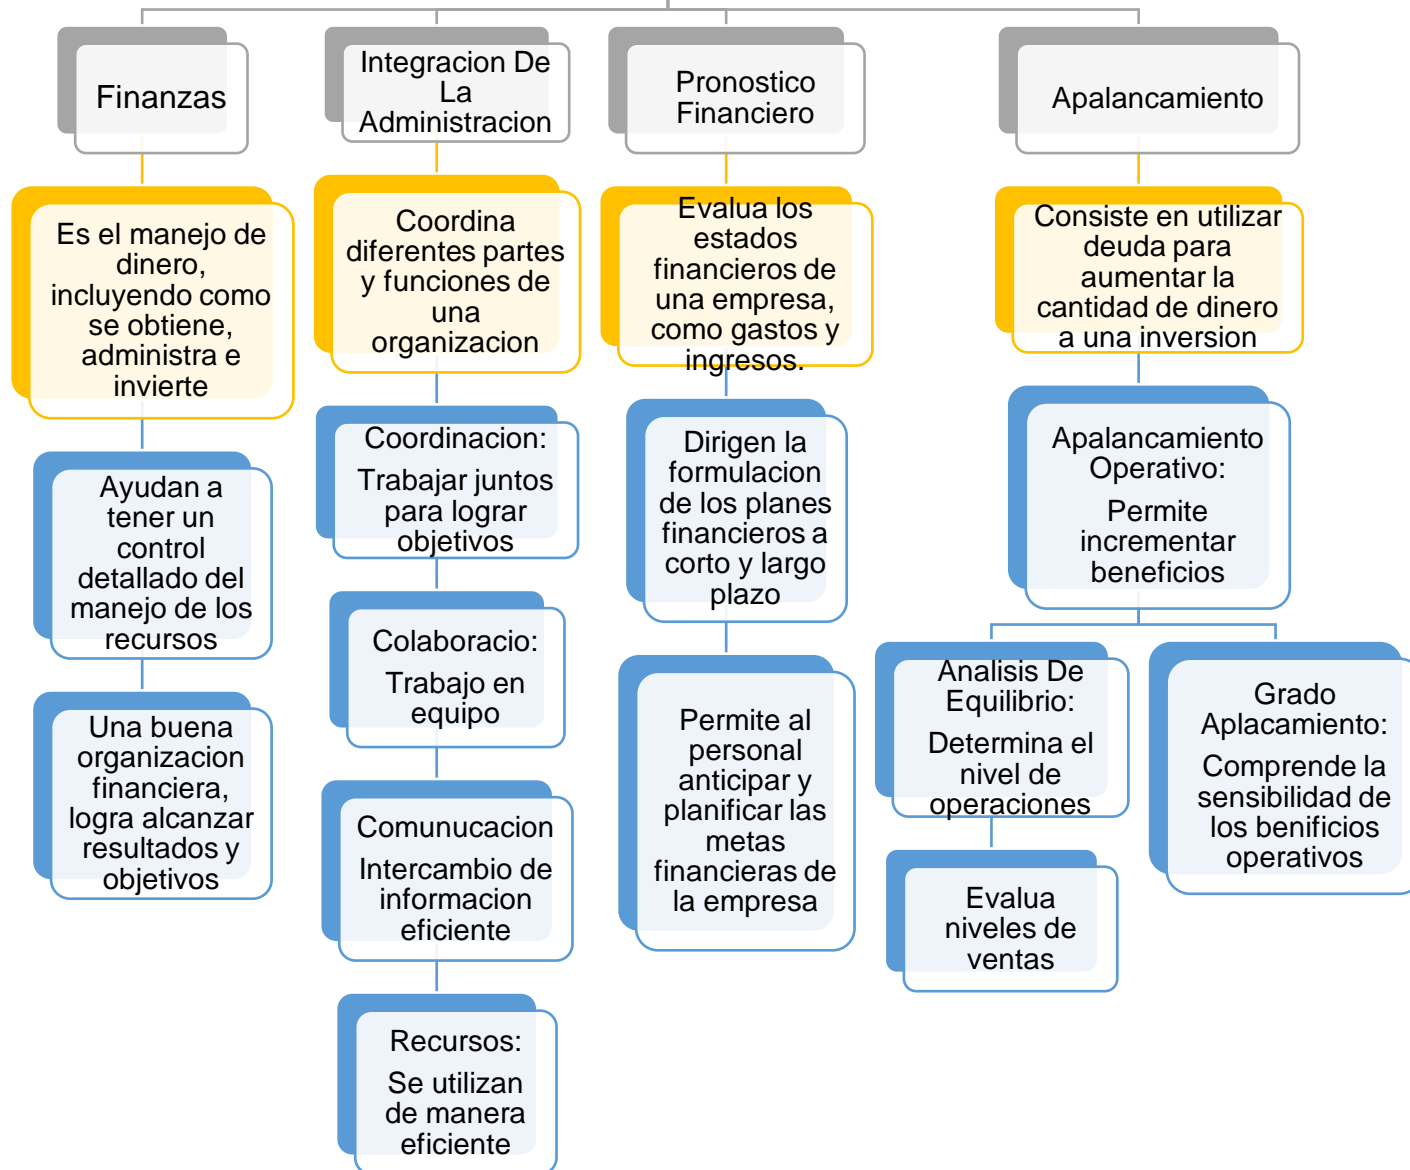 Finanzas
Es el manejo de
dinero,
incluyendo como
se obtiene,
administra e
invierte
Ayudan a
tener un
control
detallado del
manejo de los
recursos
Una buena
organizacion
financiera,
logra alcanzar
resultados y
objetivos
Integracion De
La
Administracion
Coordina
diferentes partes
y funciones de
una
organizacion
Coordinacion:
Trabajar juntos
para lograr
objetivos
Colaboracio:
Trabajo en
equipo
Comunucacion
Intercambio de
informacion
eficiente
Recursos:
Se utilizan
de manera
eficiente
Pronostico
Financiero
Evalua los
estados
financieros de
una empresa,
como gastos y
ingresos.
Dirigen la
formulacion
de los planes
financieros a
corto y largo
plazo
Permite al
personal
anticipar y
planificar las
metas
financieras de
la empresa
Apalancamiento
Consiste en utilizar
deuda para
aumentar la
cantidad de dinero
a una inversion
Apalancamiento
Operativo:
Permite
incrementar
beneficios
Analisis De
Equilibrio:
Determina el
nivel de
operaciones
Evalua
niveles de
ventas
Grado
Aplacamiento:
Comprende la
sensibilidad de
los benificios
operativos